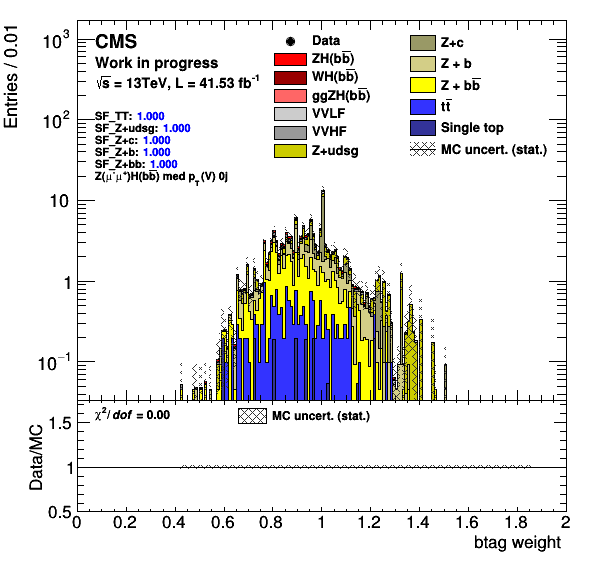 CMS
Work in progress
√s = 13TeV, L = 41.53 fb⁻¹
SF_TT: 1.000
SF_Z+udsg: 1.000
SF_Z+c: 1.000
SF_Z+b: 1.000
SF_Z+bb: 1.000
Z(μ⁻μ⁺)H(bb̅) med p_T(V) 0j
Data
ZH(bb̅)
WH(bb̅)
ggZH(bb̅)
VVLF
VVHF
Z+udsg
Z+c
Z + b
Z + bb̅
tt̅
Single top
MC uncert. (stat.)
Entries / 0.01
10³
10²
10
1
10⁻¹
χ²/dof = 0.00
MC uncert. (stat.)
Data/MC
1.5
1
0.5
0 0.2 0.4 0.6 0.8 1 1.2 1.4 1.6 1.8 2
btag weight